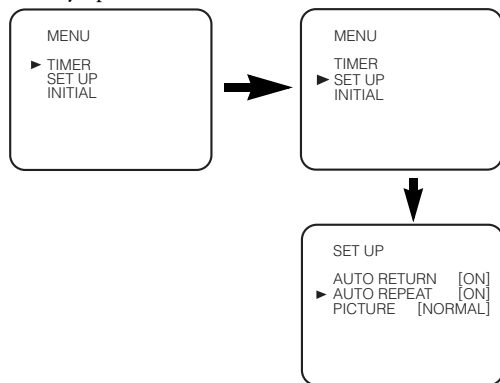 MENU
► TIMER
SET UP
INITIAL
MENU
TIMER
► SET UP
INITIAL
SET UP
AUTO RETURN [ON]
► AUTO REPEAT [ON]
PICTURE [NORMAL]